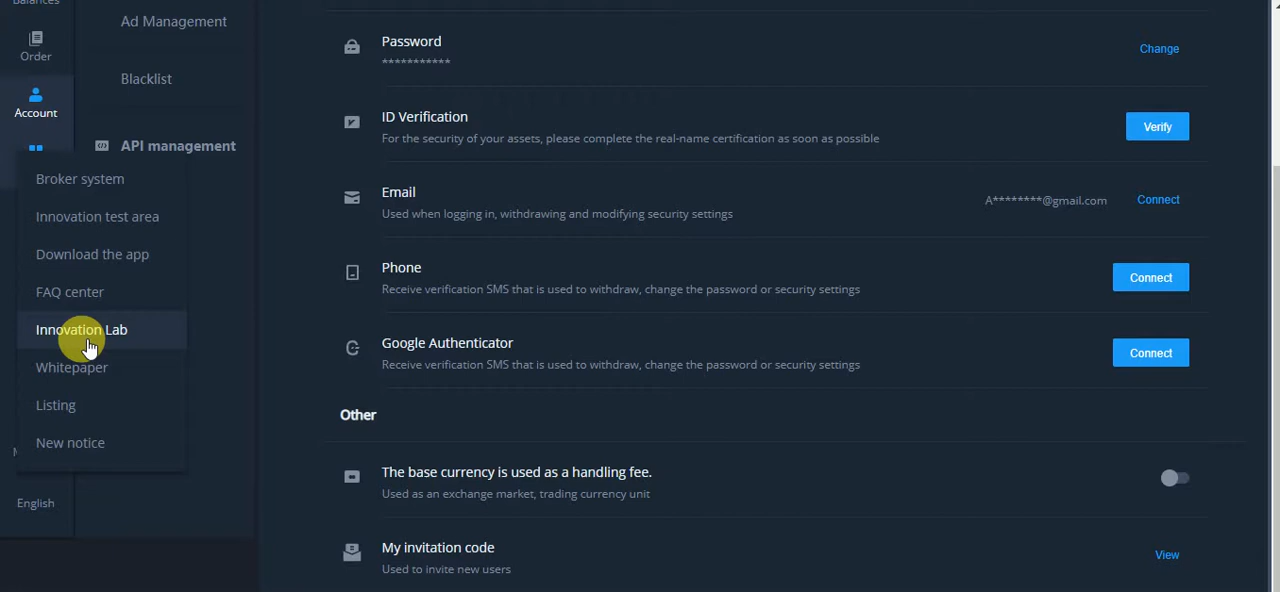 Balances
Order
Account
Broker system
Innovation test area
Download the app
FAQ center
Innovation Lab
Whitepaper
Listing
New notice
English
Ad Management
Blacklist
API management
Password
***********
Change
ID Verification
For the security of your assets, please complete the real-name certification as soon as possible
Verify
Email
Used when logging in, withdrawing and modifying security settings
A********@gmail.com
Connect
Phone
Receive verification SMS that is used to withdraw, change the password or security settings
Connect
Google Authenticator
Receive verification SMS that is used to withdraw, change the password or security settings
Connect
Other
The base currency is used as a handling fee.
Used as an exchange market, trading currency unit
My invitation code
Used to invite new users
View